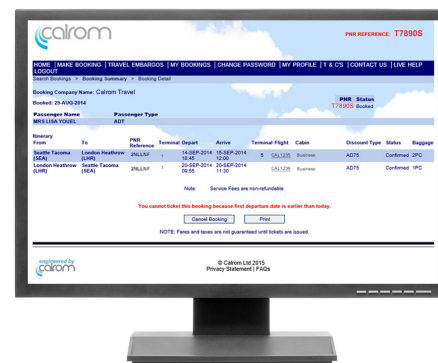 calrom
PNR REFERENCE: T7890S
HOME | MAKE BOOKING | TRAVEL EMBARGOS | MY BOOKINGS | CHANGE PASSWORD | MY PROFILE | T & C'S | CONTACT US | LIVE HELP
LOGOUT
Search Bookings > Booking Summary > Booking Detail
Booking Company Name: Calrom Travel
Booked: 29-AUG-2014
PNR Status
T7890S Booked
Passenger Name Passenger Type
MRS LISA YOUEL ADT
Itinerary
From To PNR Reference Terminal Depart Arrive Terminal Flight Cabin Discount Type Status Baggage
Seattle Tacoma (SEA) London Heathrow (LHR) 2NLLNF 1 14-SEP-2014 18:45 15-SEP-2014 12:00 5 CAL1235 Business AD75 Confirmed 2PC
London Heathrow (LHR) Seattle Tacoma (SEA) 2NLLNF 1 20-SEP-2014 09:55 20-SEP-2014 11:30 CAL1236 Business AD75 Confirmed 1PC
Note: Service Fees are non-refundable.
You cannot ticket this booking because first departure date is earlier than today.
Cancel Booking Print
NOTE: Fares and taxes are not guaranteed until tickets are issued.
engineered by
calrom
© Calrom Ltd 2015
Privacy Statement | FAQs